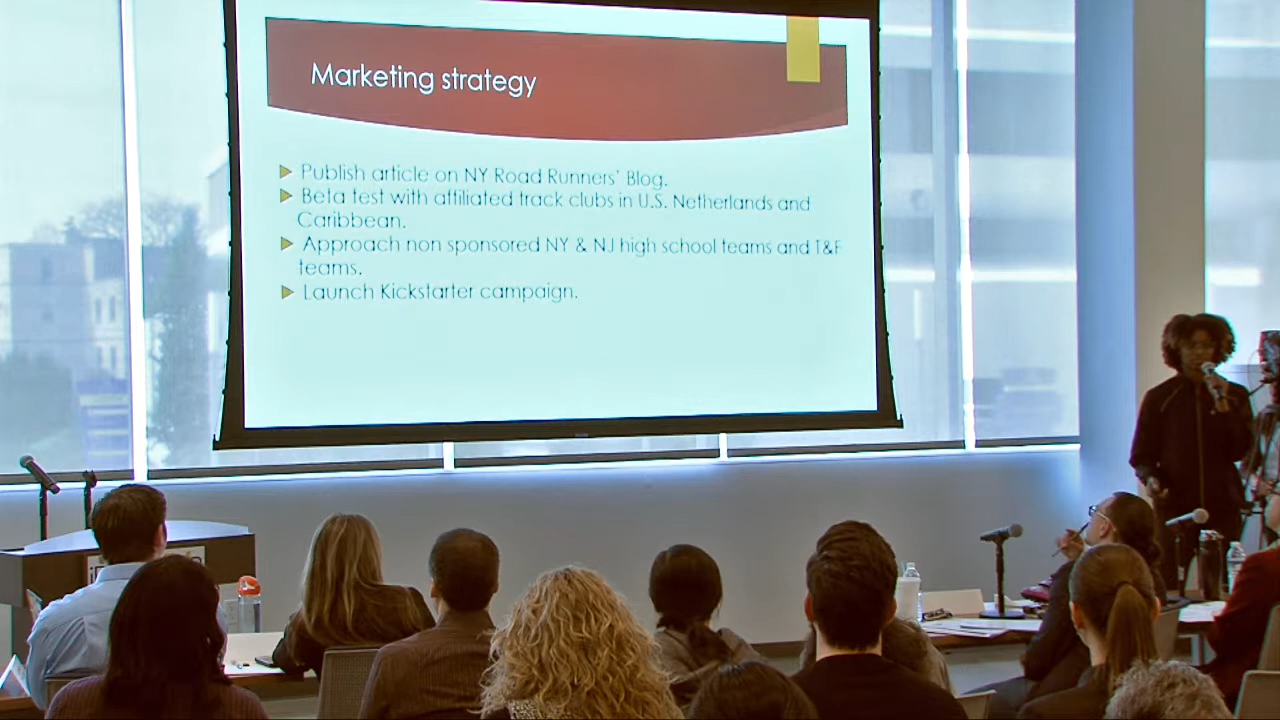 Marketing strategy
Publish article on NY Road Runners' Blog.
Beta test with affiliated track clubs in U.S. Netherlands and
Caribbean.
Approach non sponsored NY & NJ high school teams and T&F
teams.
Launch Kickstarter campaign.